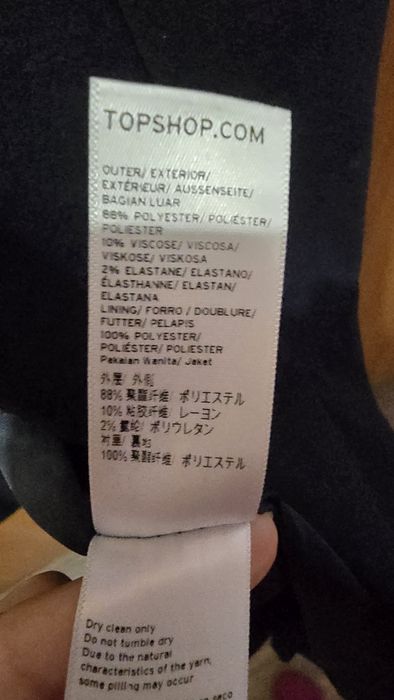 TOPSHOP.COM
OUTER/ EXTERIOR/
EXTÉRIEUR/ AUSSENSEITE/
BAGIAN LUAR
88% POLYESTER/ POLIÉSTER/
POLIESTER
10% VISCOSE/ VISCOSA/
VISKOSE/ VISKOSA
2% ELASTANE/ ELASTANO/
ÉLASTHANNE/ ELASTAN/
ELASTANA
LINING/ FORRO / DOUBLURE/
FUTTER/ PELAPIS
100% POLYESTER/
POLIÉSTER/ POLIESTER
Pakaian Wanita/ Jaket
外层/ 外側
88% 聚酯纤维/ ポリエステル
10% 粘胶纤维/ レーヨン
2% 氨纶/ ポリウレタン
衬里/ 裏地
100% 聚酯纤维/ ポリエステル
Dry clean only
Do not tumble dry
Due to the natural
characteristics of the yarn,
some pilling may occur
seco